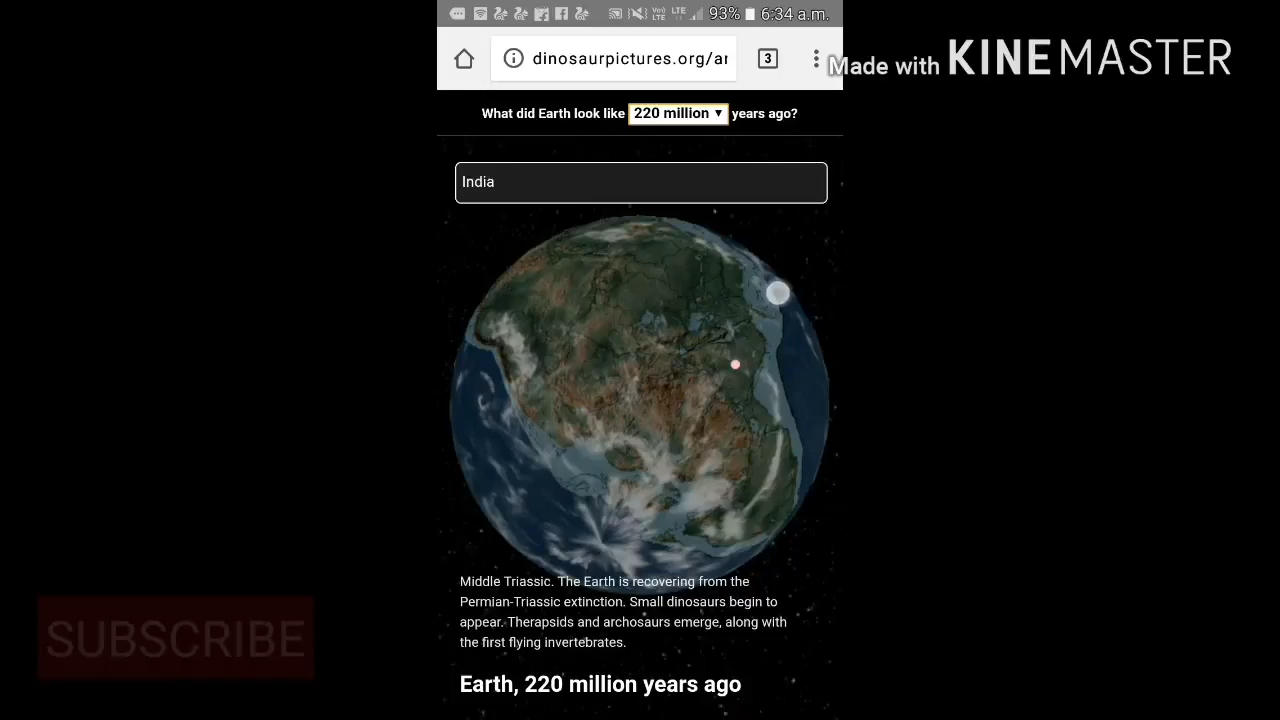 93% 6:34 a.m.
dinosaurpictures.org/ar
3
Made with KINEMASTER
What did Earth look like 220 million ▼ years ago?
India
Middle Triassic. The Earth is recovering from the
Permian-Triassic extinction. Small dinosaurs begin to
appear. Therapsids and archosaurs emerge, along with
the first flying invertebrates.
SUBSCRIBE
Earth, 220 million years ago